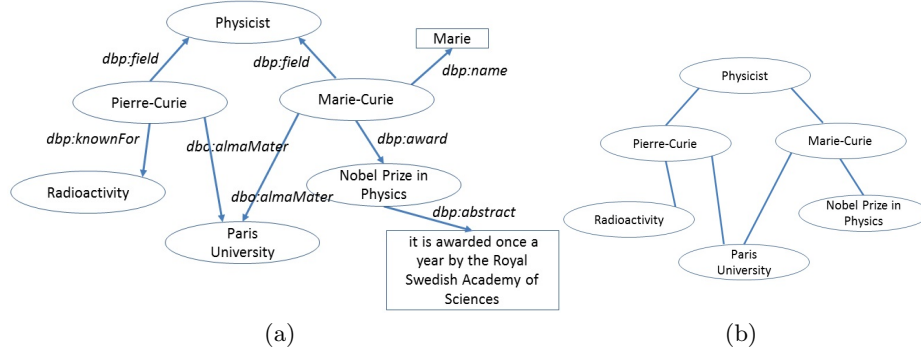 Physicist
Marie
dbp:field
dbp:field
dbp:name
Pierre-Curie
Marie-Curie
dbp:knownFor
dbo:almaMater
dbp:award
Radioactivity
Nobel Prize in
Physics
dbo:almaMater
dbp:abstract
Paris
University
it is awarded once a
year by the Royal
Swedish Academy of
Sciences
(a)
Physicist
Pierre-Curie
Marie-Curie
Radioactivity
Nobel Prize in
Physics
Paris
University
(b)